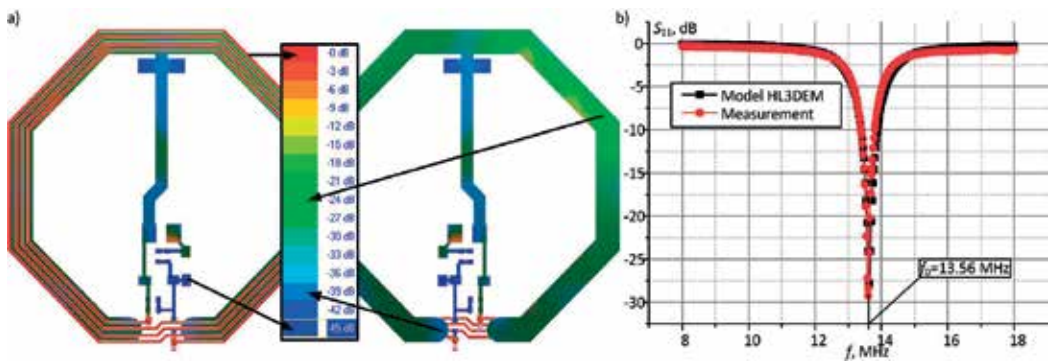 a)
-0 dB
-3 dB
-6 dB
-9 dB
-12 dB
-15 dB
-18 dB
-21 dB
-24 dB
-27 dB
-30 dB
-33 dB
-36 dB
-39 dB
-42 dB
-45 dB
b)
S11, dB
0
-5
-10
-15
-20
-25
-30
Model HL3DEM
Measurement
f0=13.56 MHz
8
10
12
14
16
18
f, MHz